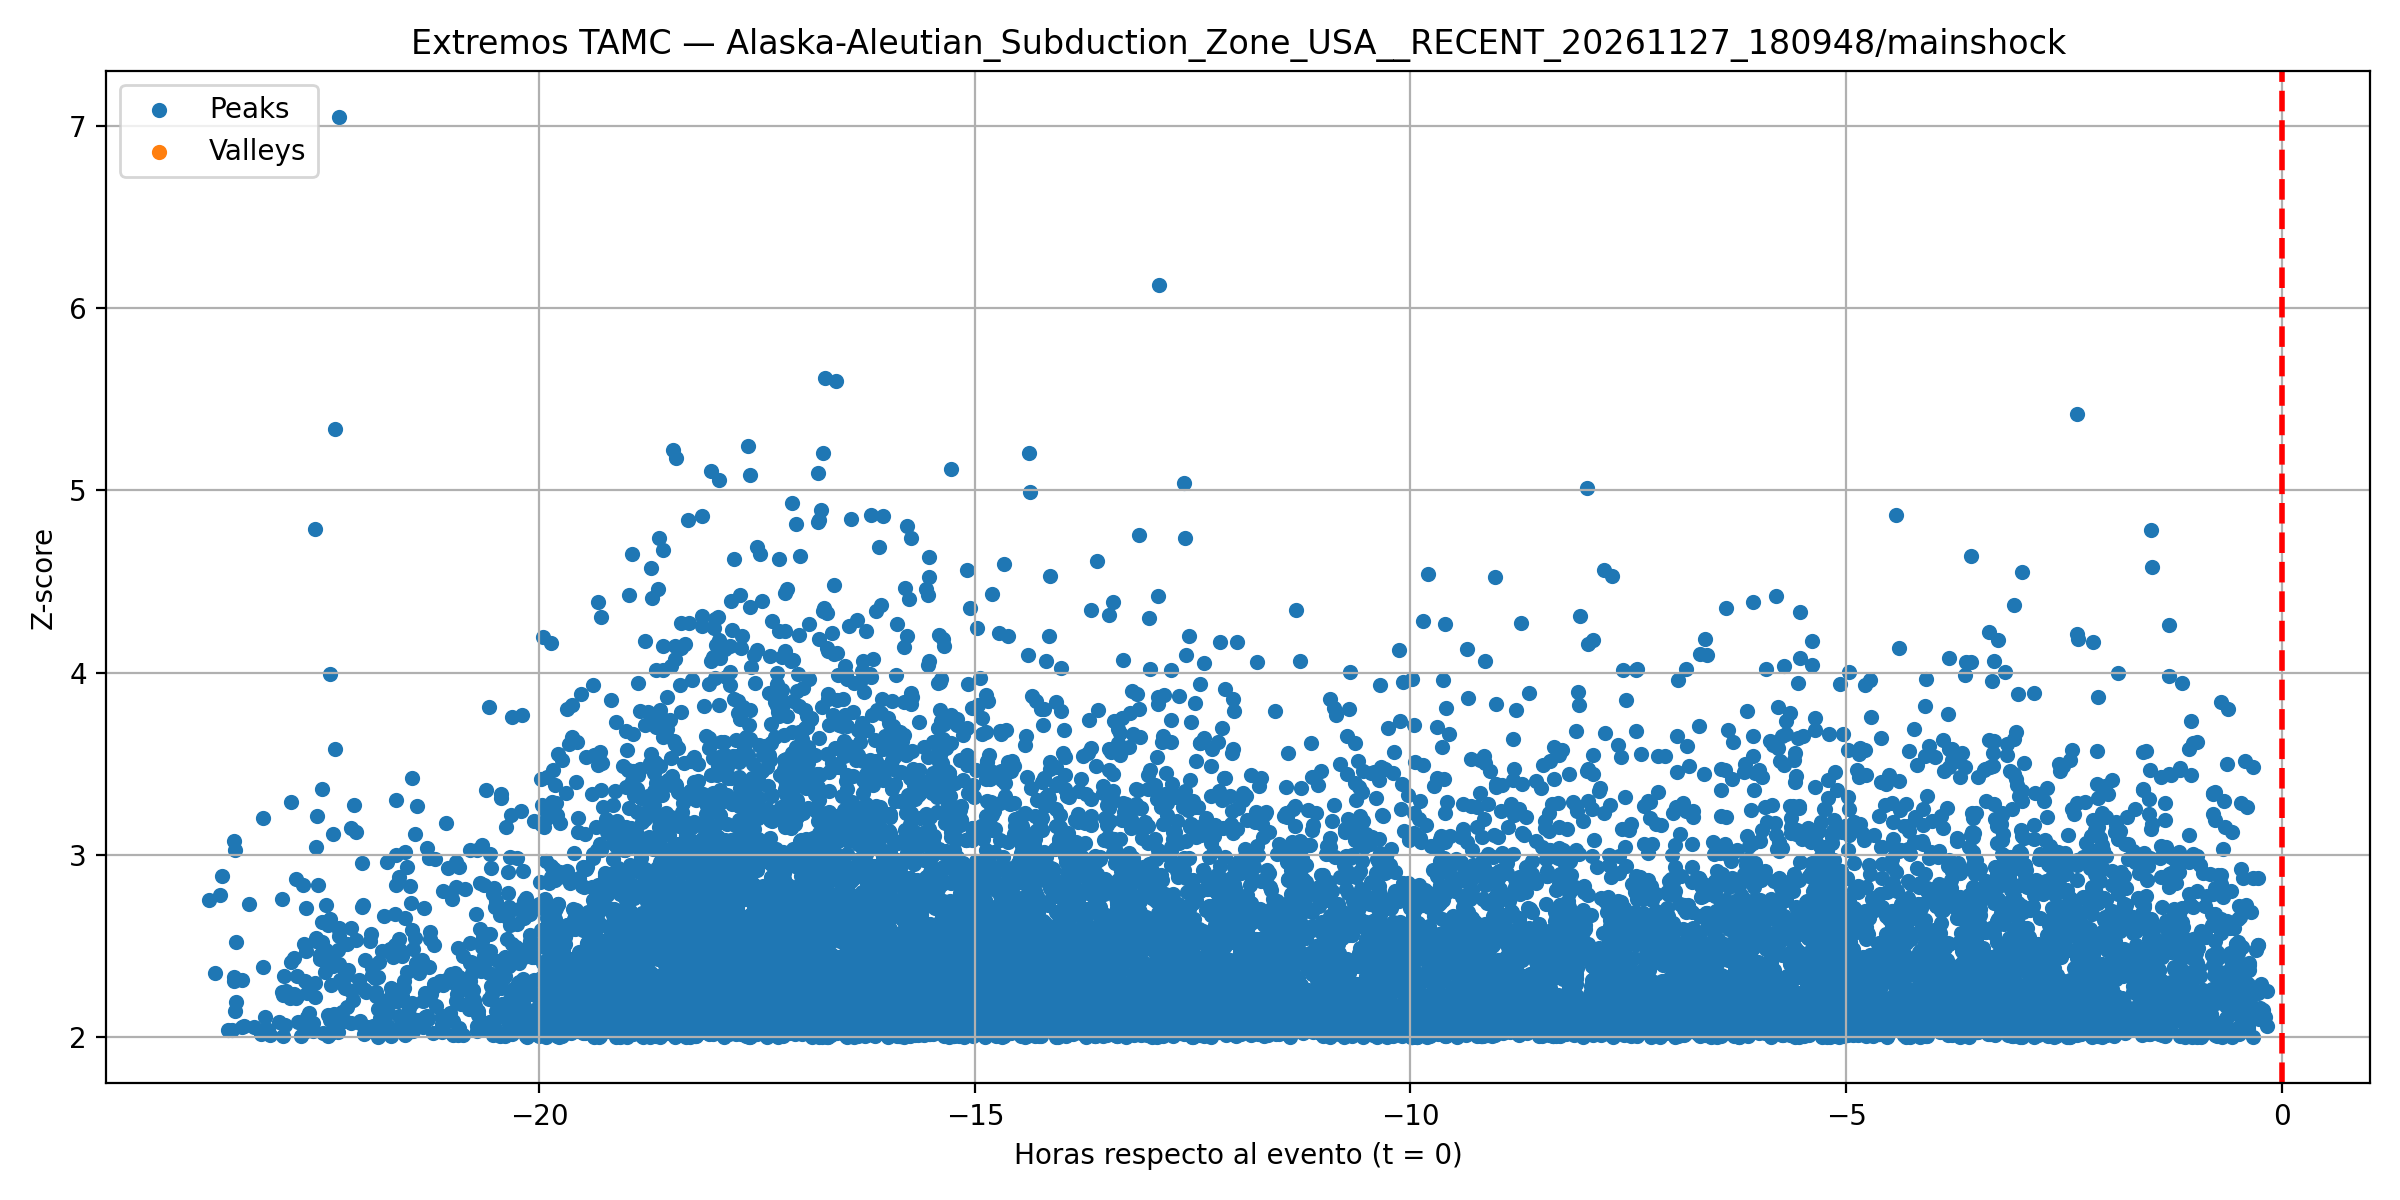 Extremos TAMC — Alaska-Aleutian_Subduction_Zone_USA__RECENT_20261127_180948/mainshock
Peaks
Valleys
7
6
5
4
3
2
Z-score
−20
−15
−10
−5
0
Horas respecto al evento (t = 0)